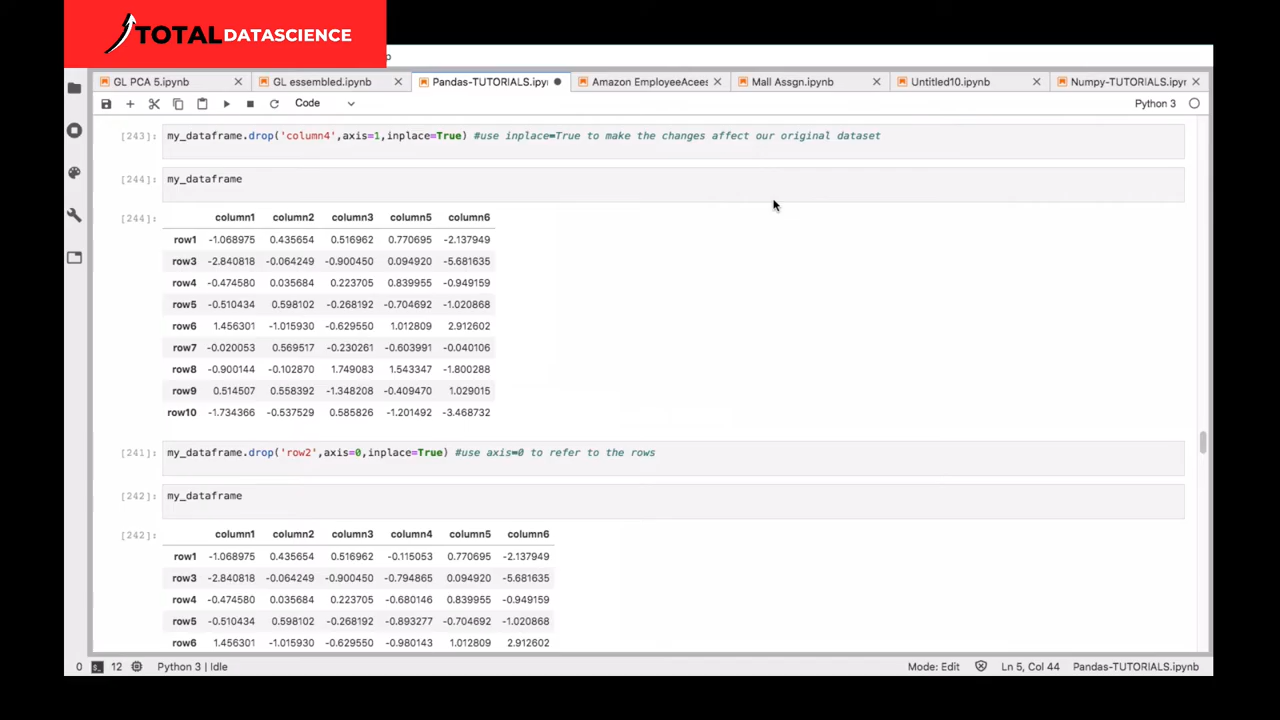 TOTALDATASCIENCE
GL PCA 5.ipynb
GL essembled.ipynb
Pandas-TUTORIALS.ipyı
Amazon EmployeeAcees
Mall Assgn.ipynb
Untitled10.ipynb
Numpy-TUTORIALS.ipyr
Code
Python 3
[243]: my_dataframe.drop('column4',axis=1,inplace=True) #use inplace=True to make the changes affect our original dataset
[244]: my_dataframe
[244]: column1 column2 column3 column5 column6
row1 -1.068975 0.435654 0.516962 0.770695 -2.137949
row3 -2.840818 -0.064249 -0.900450 0.094920 -5.681635
row4 -0.474580 0.035684 0.223705 0.839955 -0.949159
row5 -0.510434 0.598102 -0.268192 -0.704692 -1.020868
row6 1.456301 -1.015930 -0.629550 1.012809 2.912602
row7 -0.020053 0.569517 -0.230261 -0.603991 -0.040106
row8 -0.900144 -0.102870 1.749083 1.543347 -1.800288
row9 0.514507 0.558392 -1.348208 -0.409470 1.029015
row10 -1.734366 -0.537529 0.585826 -1.201492 -3.468732
[241]: my_dataframe.drop('row2',axis=0,inplace=True) #use axis=0 to refer to the rows
[242]: my_dataframe
[242]: column1 column2 column3 column4 column5 column6
row1 -1.068975 0.435654 0.516962 -0.115053 0.770695 -2.137949
row3 -2.840818 -0.064249 -0.900450 -0.794865 0.094920 -5.681635
row4 -0.474580 0.035684 0.223705 -0.680146 0.839955 -0.949159
row5 -0.510434 0.598102 -0.268192 -0.893277 -0.704692 -1.020868
row6 1.456301 -1.015930 -0.629550 -0.980143 1.012809 2.912602
0 12 Python 3 | Idle
Mode: Edit Ln 5, Col 44 Pandas-TUTORIALS.ipynb